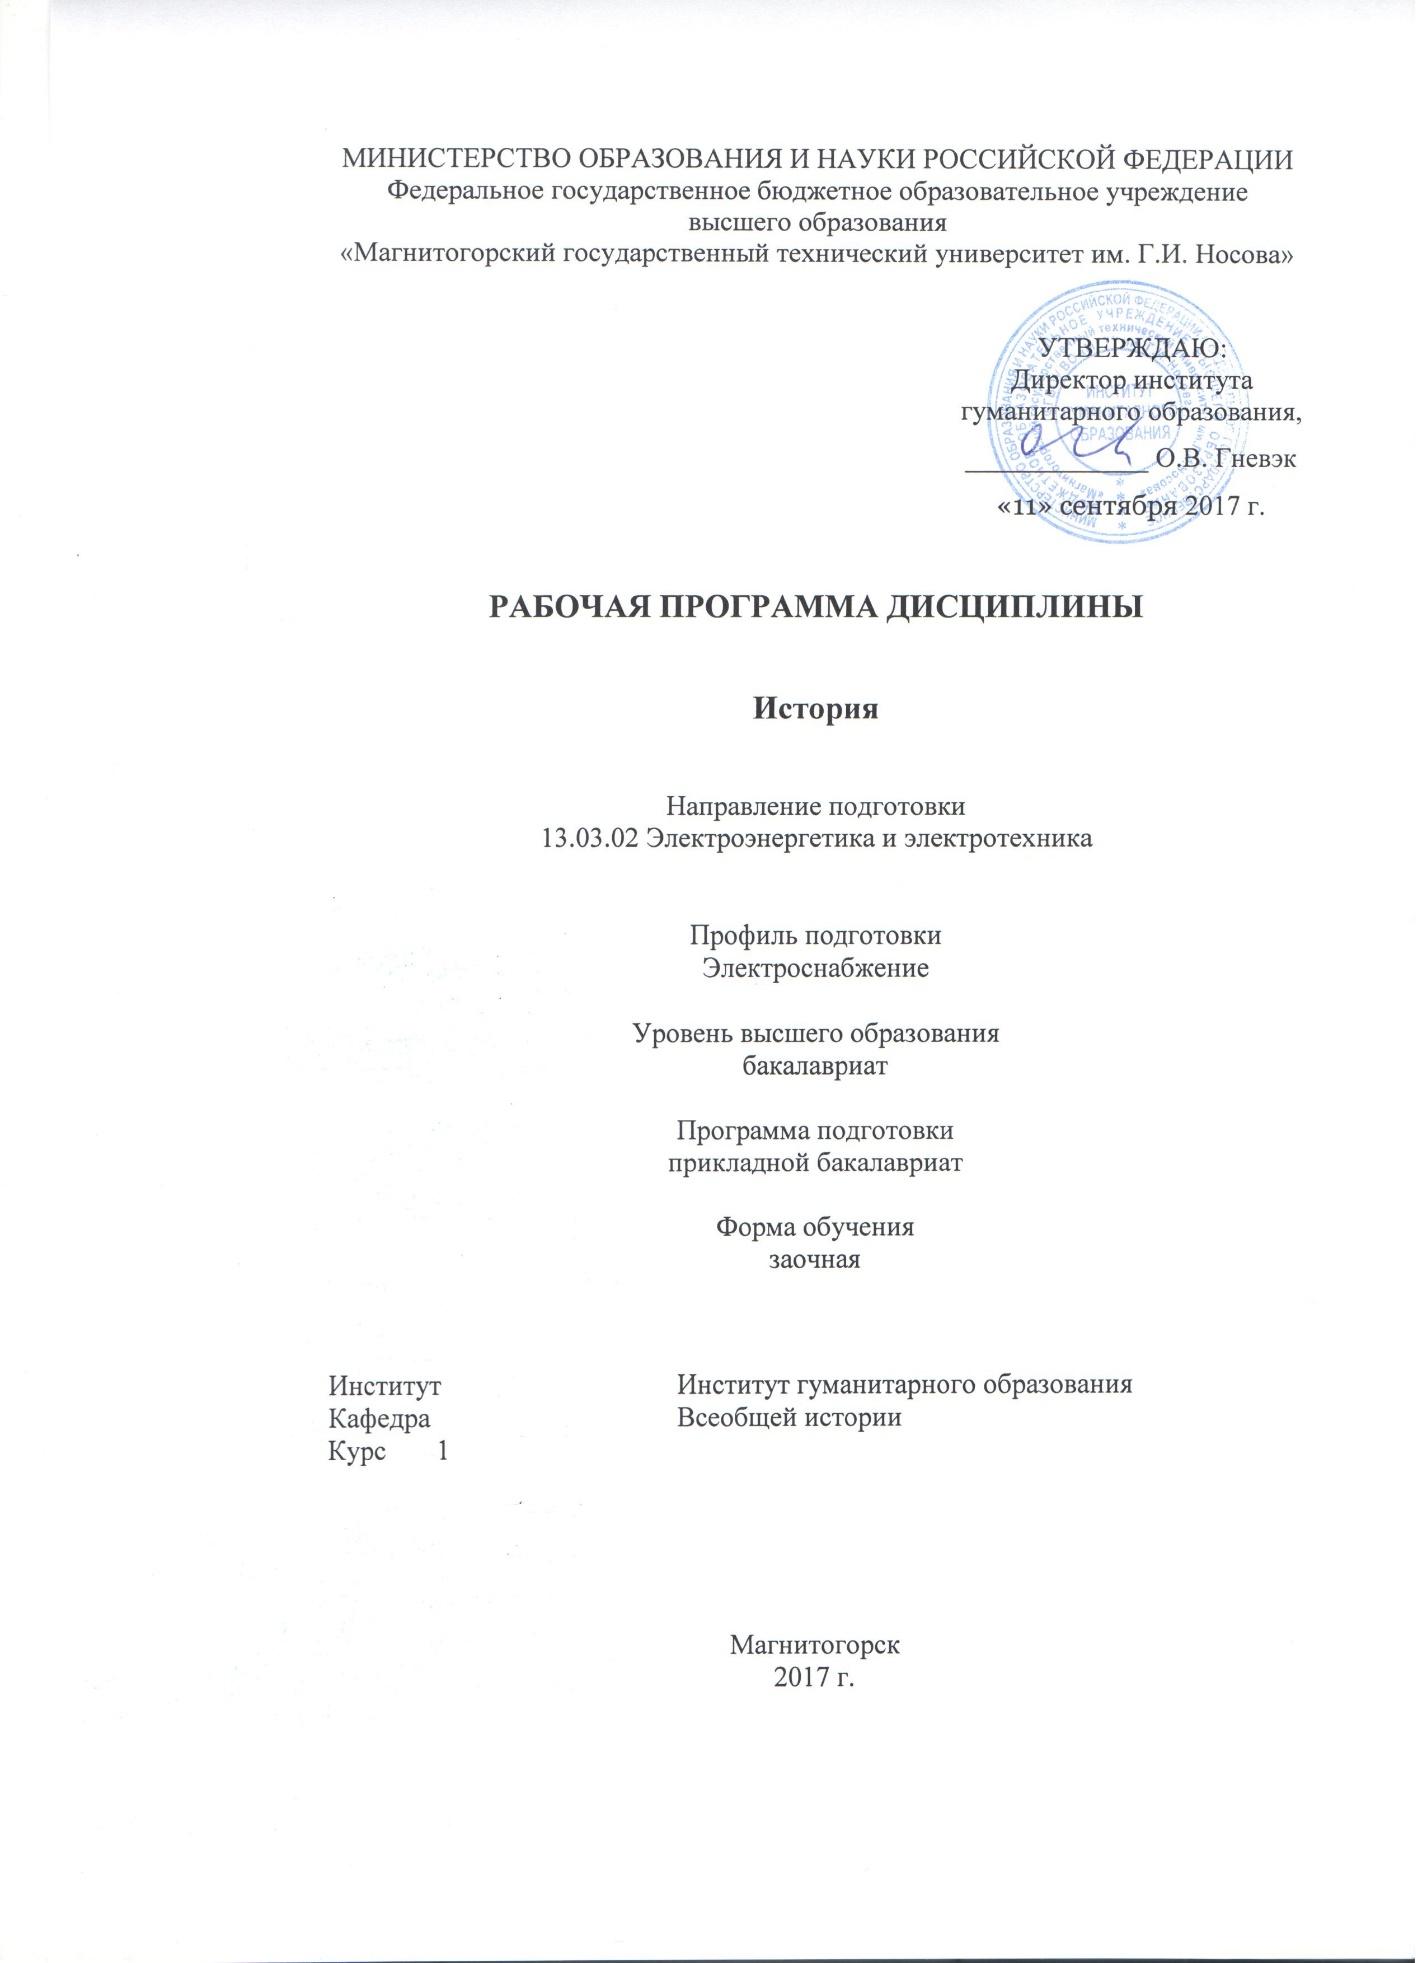 МИНИСТЕРСТВО ОБРАЗОВАНИЯ И НАУКИ РОССИЙСКОЙ ФЕДЕРАЦИИ
Федеральное государственное бюджетное образовательное учреждение
высшего образования
«Магнитогорский государственный технический университет им. Г.И. Носова»
УТВЕРЖДАЮ:
Директор института
гуманитарного образования,
О.В. Гневэк
«11» сентября 2017 г.
РАБОЧАЯ ПРОГРАММА ДИСЦИПЛИНЫ
История
Направление подготовки
13.03.02 Электроэнергетика и электротехника
Профиль подготовки
Электроснабжение
Уровень высшего образования
бакалавриат
Программа подготовки
прикладной бакалавриат
Форма обучения
заочная
Институт Институт гуманитарного образования
Кафедра Всеобщей истории
Курс 1
Магнитогорск
2017 г.